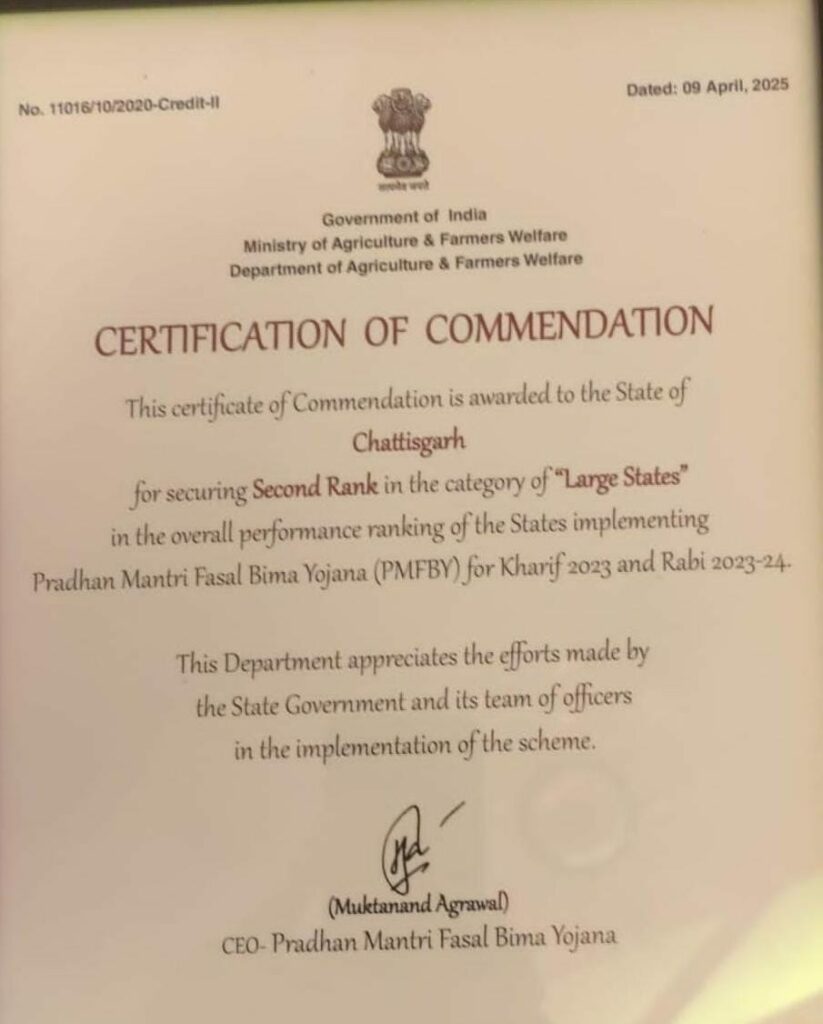 No. 11016/10/2020-Credit-II
Dated: 09 April, 2025
सत्यमेव जयते
Government of India
Ministry of Agriculture & Farmers Welfare
Department of Agriculture & Farmers Welfare
CERTIFICATION OF COMMENDATION
This certificate of Commendation is awarded to the State of
Chattisgarh
for securing Second Rank in the category of “Large States”
in the overall performance ranking of the States implementing
Pradhan Mantri Fasal Bima Yojana (PMFBY) for Kharif 2023 and Rabi 2023-24.
This Department appreciates the efforts made by
the State Government and its team of officers
in the implementation of the scheme.
(Muktanand Agrawal)
CEO- Pradhan Mantri Fasal Bima Yojana